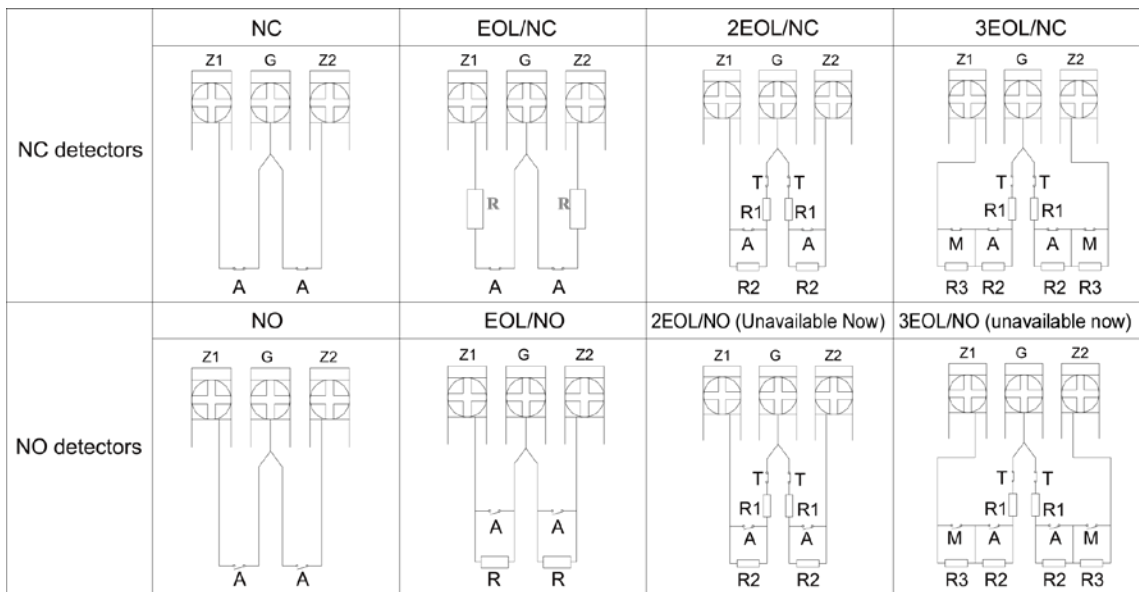 NC EOL/NC 2EOL/NC 3EOL/NC
NC detectors
Z1 G Z2
A A
Z1 G Z2
R R
A A
Z1 G Z2
T T
R1 R1
A A
R2 R2
Z1 G Z2
T T
R1 R1
M A A M
R3 R2 R2 R3
NO EOL/NO 2EOL/NO (Unavailable Now) 3EOL/NO (unavailable now)
NO detectors
Z1 G Z2
A A
Z1 G Z2
A A
R R
Z1 G Z2
T T
R1 R1
A A
R2 R2
Z1 G Z2
T T
R1 R1
M A A M
R3 R2 R2 R3